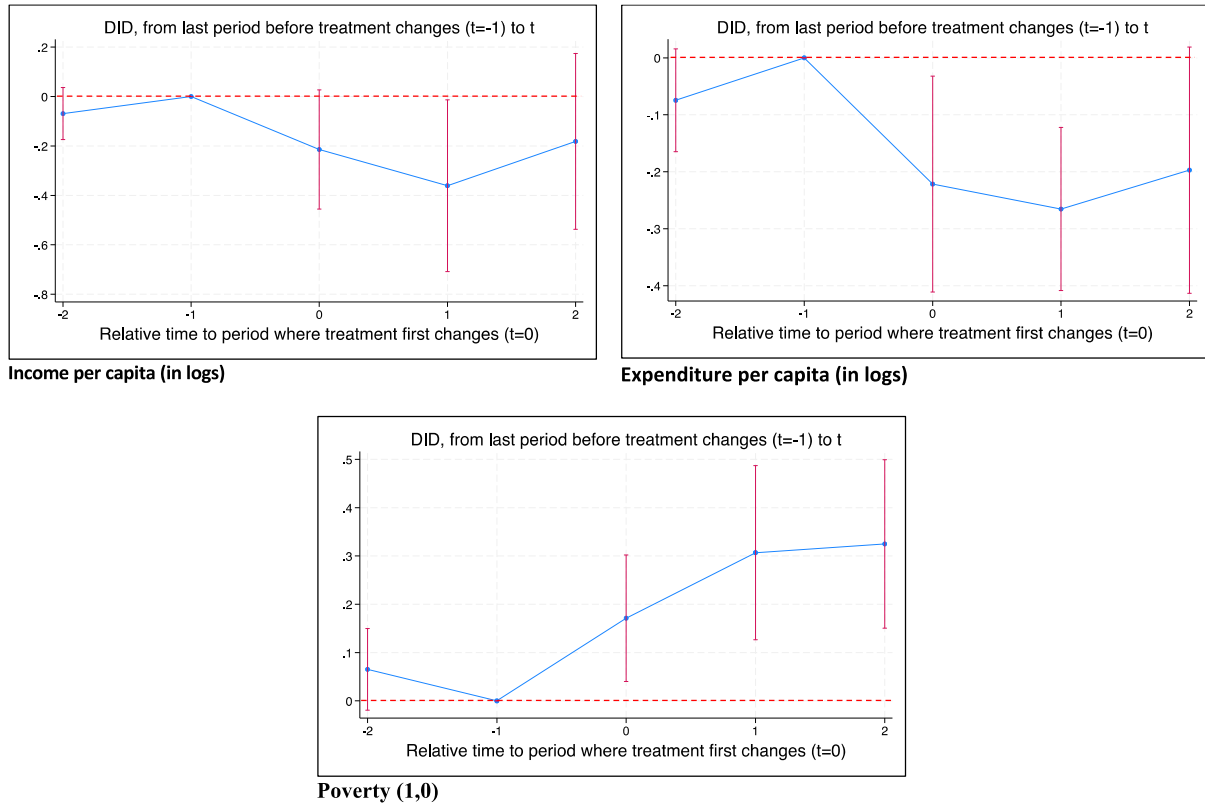 DID, from last period before treatment changes (t=-1) to t
.2
0
-.2
-.4
-.6
-.8
-2 -1 0 1 2
Relative time to period where treatment first changes (t=0)
Income per capita (in logs)
DID, from last period before treatment changes (t=-1) to t
0
-.1
-.2
-.3
-.4
-2 -1 0 1 2
Relative time to period where treatment first changes (t=0)
Expenditure per capita (in logs)
DID, from last period before treatment changes (t=-1) to t
.5
.4
.3
.2
.1
0
-2 -1 0 1 2
Relative time to period where treatment first changes (t=0)
Poverty (1,0)